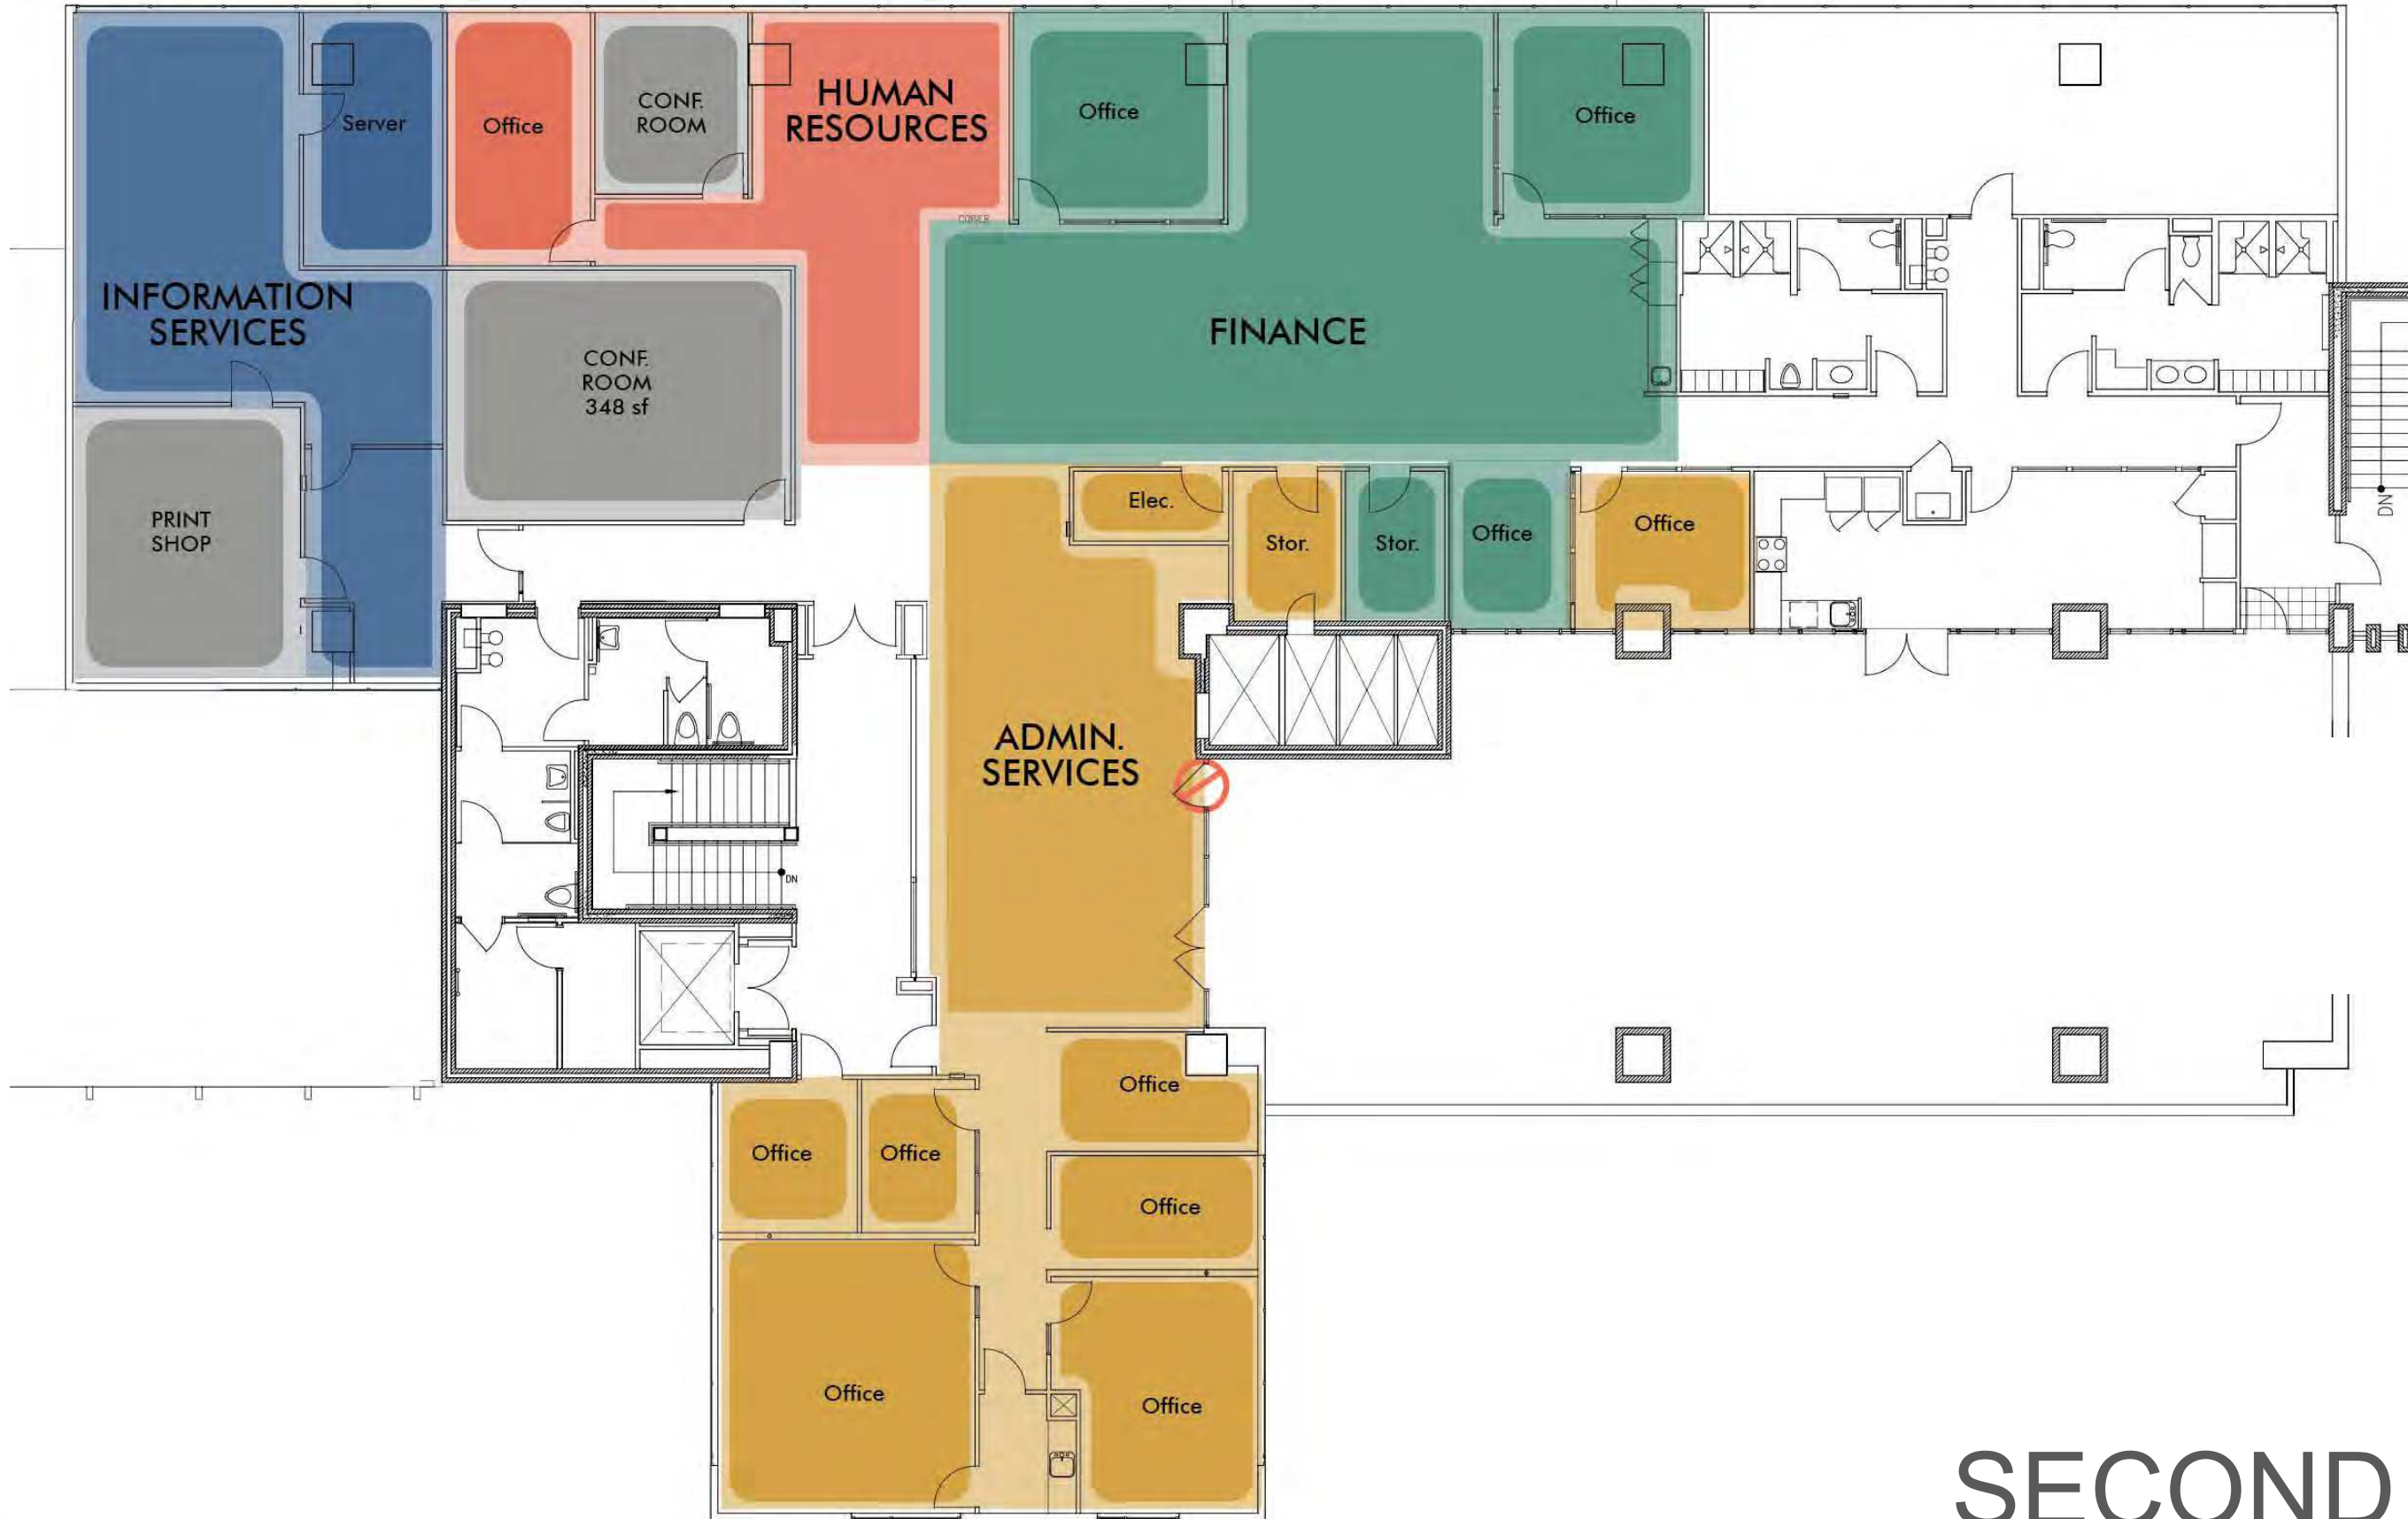 Server
Office
CONF.
ROOM
HUMAN
RESOURCES
Office
Office
COPIER
INFORMATION
SERVICES
CONF.
ROOM
348 sf
FINANCE
PRINT
SHOP
Elec.
Stor.
Stor.
Office
Office
DN
ADMIN.
SERVICES
DN
Office
Office
Office
Office
Office
Office
SECOND